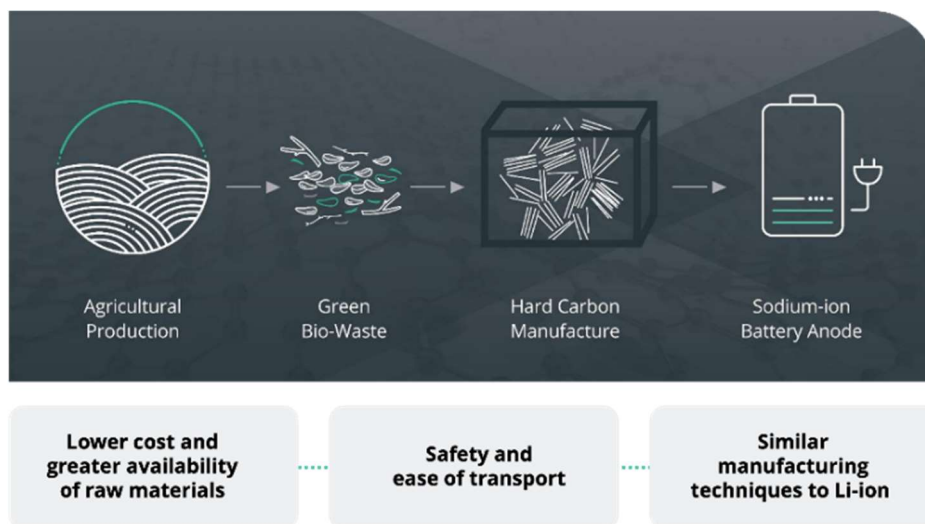 Agricultural
Production
Green
Bio-Waste
Hard Carbon
Manufacture
Sodium-ion
Battery Anode
Lower cost and
greater availability
of raw materials
Safety and
ease of transport
Similar
manufacturing
techniques to Li-ion